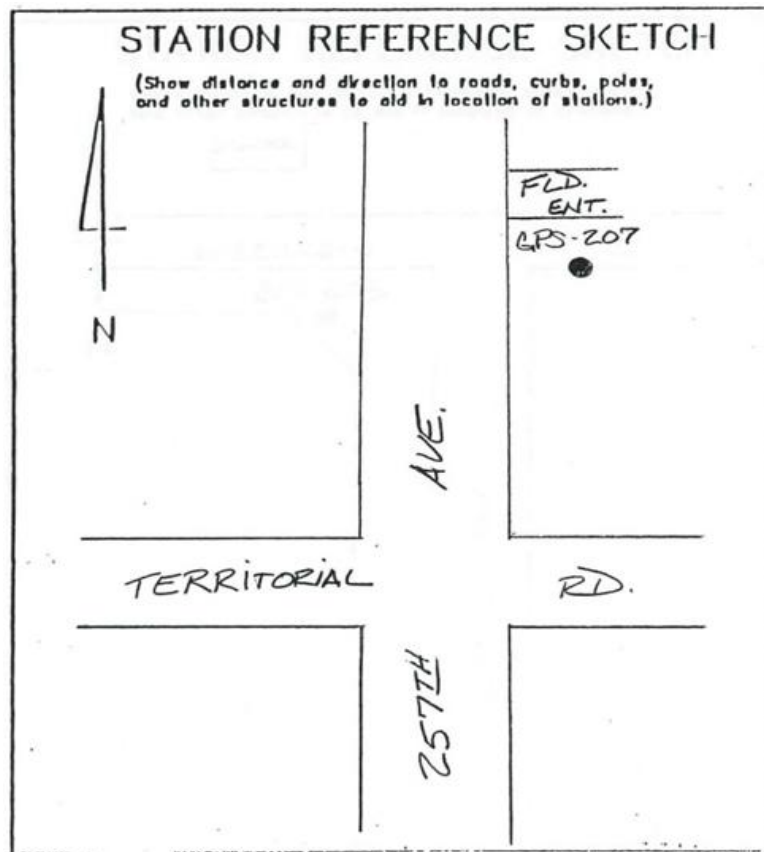 STATION REFERENCE SKETCH
(Show distance and direction to roads, curbs, poles,
and other structures to aid in location of stations.)
FLD.
ENT.
GPS-207
N
AVE.
TERRITORIAL RD.
257TH